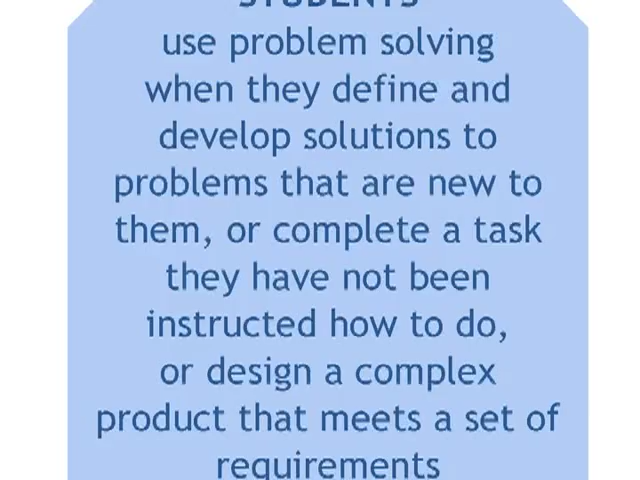 STUDENTS
use problem solving
when they define and
develop solutions to
problems that are new to
them, or complete a task
they have not been
instructed how to do,
or design a complex
product that meets a set of
requirements